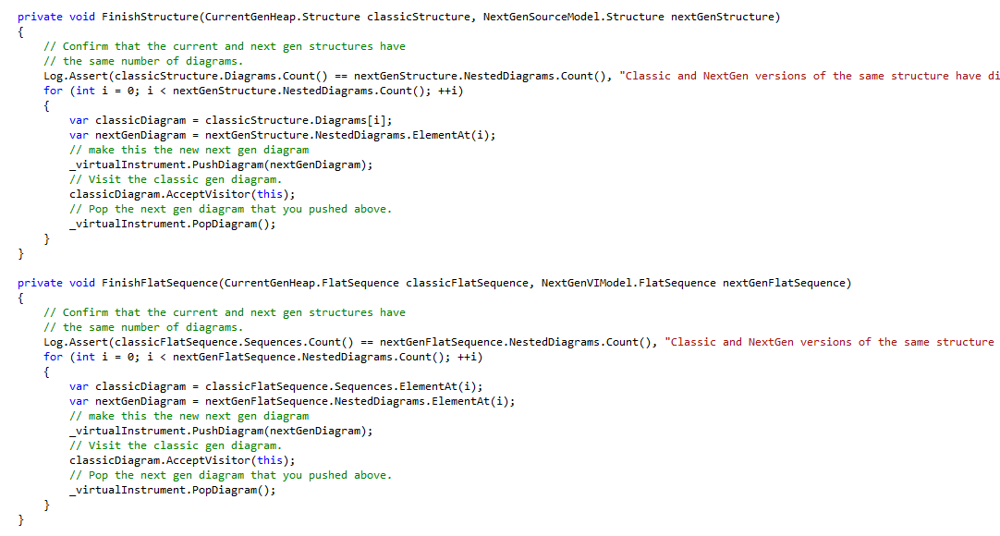 private void FinishStructure(CurrentGenHeap.Structure classicStructure, NextGenSourceModel.Structure nextGenStructure)
{
    // Confirm that the current and next gen structures have
    // the same number of diagrams.
    Log.Assert(classicStructure.Diagrams.Count() == nextGenStructure.NestedDiagrams.Count(), "Classic and NextGen versions of the same structure have di
    for (int i = 0; i < nextGenStructure.NestedDiagrams.Count(); ++i)
    {
        var classicDiagram = classicStructure.Diagrams[i];
        var nextGenDiagram = nextGenStructure.NestedDiagrams.ElementAt(i);
        // make this the new next gen diagram
        _virtualInstrument.PushDiagram(nextGenDiagram);
        // Visit the classic gen diagram.
        classicDiagram.AcceptVisitor(this);
        // Pop the next gen diagram that you pushed above.
        _virtualInstrument.PopDiagram();
    }
}

private void FinishFlatSequence(CurrentGenHeap.FlatSequence classicFlatSequence, NextGenVIModel.FlatSequence nextGenFlatSequence)
{
    // Confirm that the current and next gen structures have
    // the same number of diagrams.
    Log.Assert(classicFlatSequence.Sequences.Count() == nextGenFlatSequence.NestedDiagrams.Count(), "Classic and NextGen versions of the same structure
    for (int i = 0; i < nextGenFlatSequence.NestedDiagrams.Count(); ++i)
    {
        var classicDiagram = classicFlatSequence.Sequences.ElementAt(i);
        var nextGenDiagram = nextGenFlatSequence.NestedDiagrams.ElementAt(i);
        // make this the new next gen diagram
        _virtualInstrument.PushDiagram(nextGenDiagram);
        // Visit the classic gen diagram.
        classicDiagram.AcceptVisitor(this);
        // Pop the next gen diagram that you pushed above.
        _virtualInstrument.PopDiagram();
    }
}